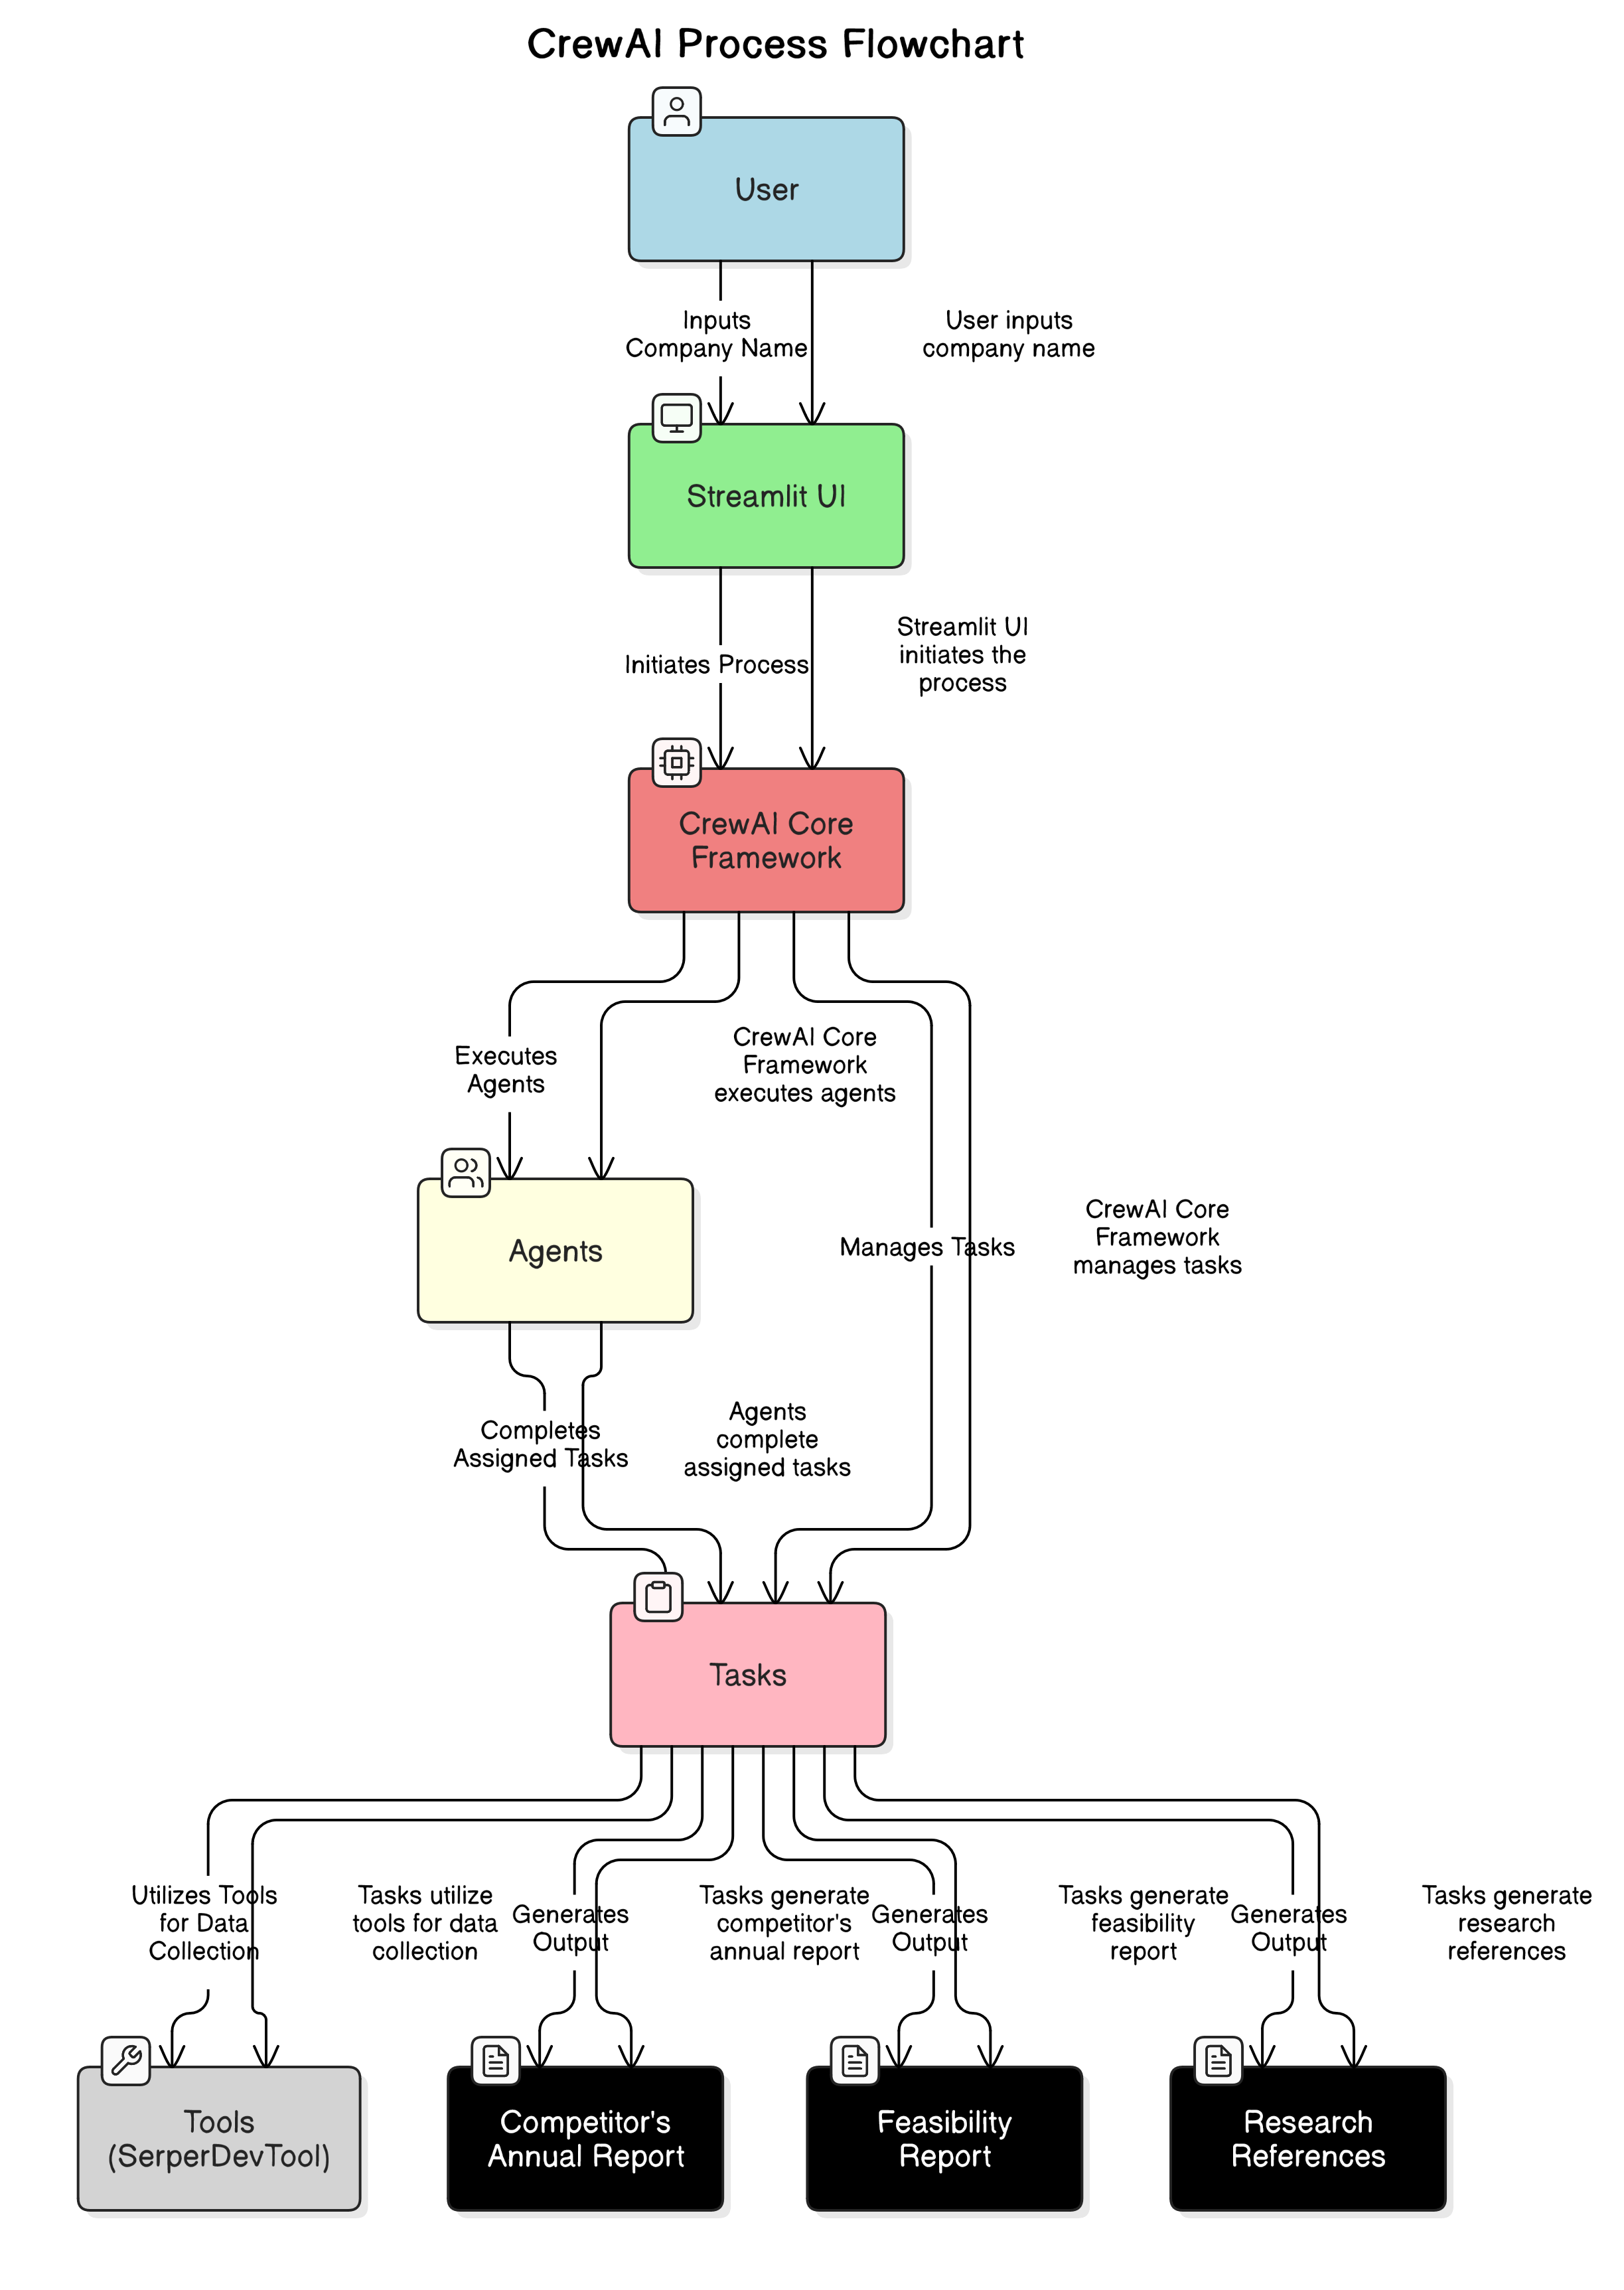 CrewAI Process Flowchart
User
Inputs
Company Name
User inputs
company name
Streamlit UI
Initiates Process
Streamlit UI
initiates the
process
CrewAI Core
Framework
Executes
Agents
CrewAI Core
Framework
executes agents
Agents
Manages Tasks
CrewAI Core
Framework
manages tasks
Completes
Assigned Tasks
Agents
complete
assigned tasks
Tasks
Utilizes Tools
for Data
Collection
Tasks utilize
tools for data
collection
Generates
Output
Tasks generate
competitor's
annual report
Generates
Output
Tasks generate
feasibility
report
Generates
Output
Tasks generate
research
references
Tools
(SerperDevTool)
Competitor's
Annual Report
Feasibility
Report
Research
References